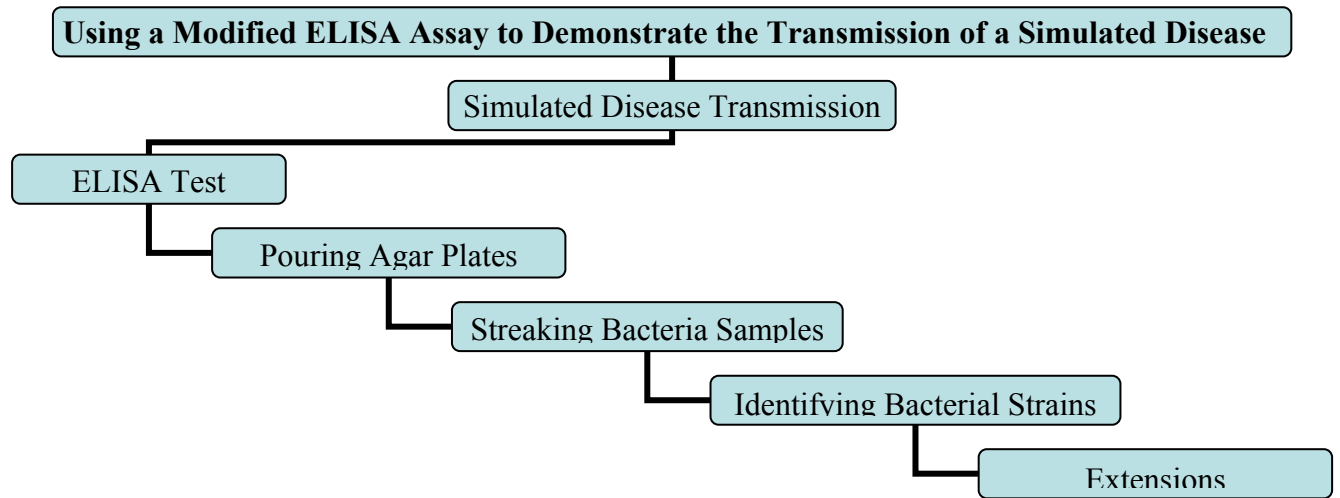 Using a Modified ELISA Assay to Demonstrate the Transmission of a Simulated Disease
Simulated Disease Transmission
ELISA Test
Pouring Agar Plates
Streaking Bacteria Samples
Identifying Bacterial Strains
Extensions